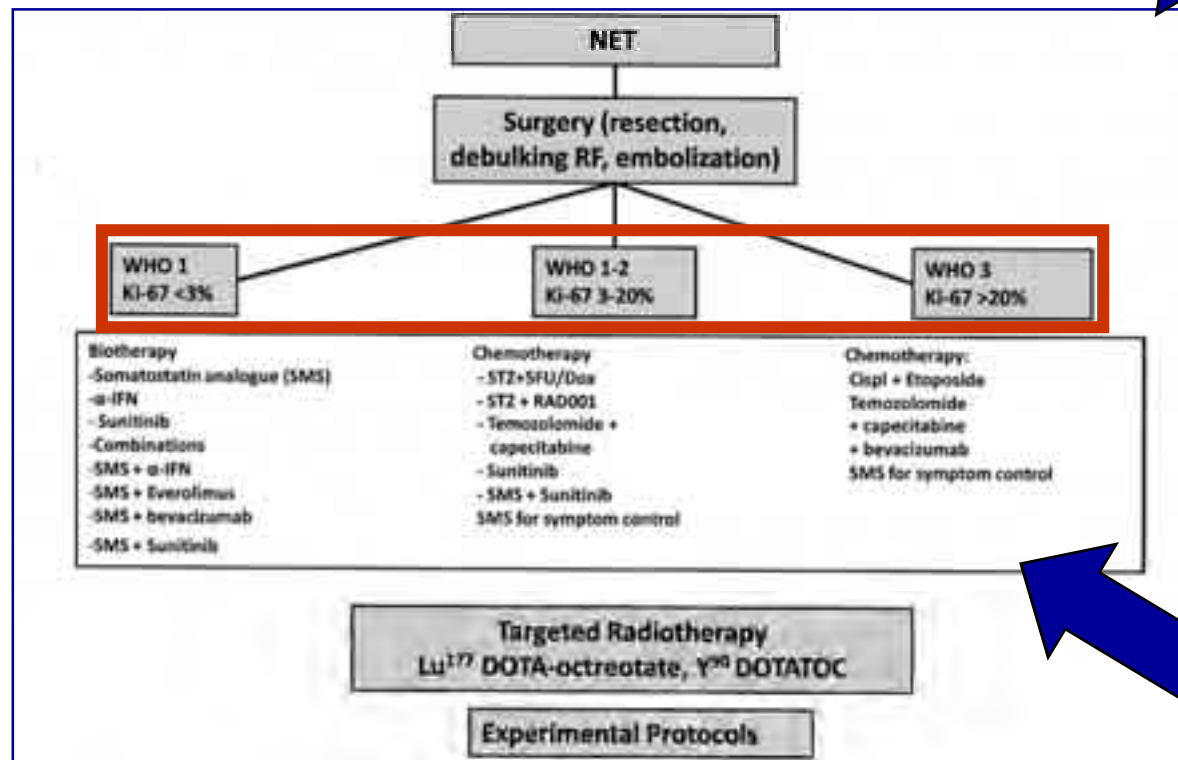 NET
Surgery (resection,
debulking RF, embolization)
WHO 1
Ki-67 <3%
WHO 1-2
Ki-67 3-20%
WHO 3
Ki-67 >20%
Biotherapy
-Somatostatin analogue (SMS)
-α-IFN
- Sunitinib
-Combinations
-SMS + α-IFN
-SMS + Everolimus
-SMS + bevacizumab
-SMS + Sunitinib
Chemotherapy
- STZ+5FU/Dox
- STZ + RAD001
- Temozolomide +
capecitabine
- Sunitinib
- SMS + Sunitinib
SMS for symptom control
Chemotherapy:
Cispl + Etoposide
Temozolomide
+ capecitabine
+ bevacizumab
SMS for symptom control
Targeted Radiotherapy
Lu¹⁷⁷ DOTA-octreotate, Y⁹⁰ DOTATOC
Experimental Protocols